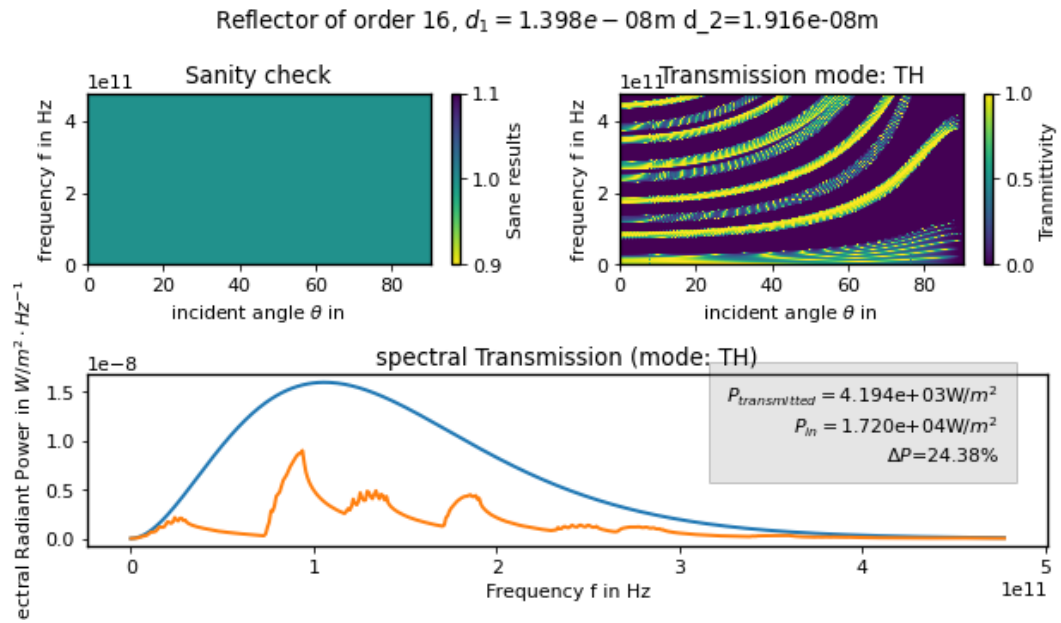 Reflector of order 16, d₁ = 1.398e − 08m d_2=1.916e-08m
1e11 Sanity check
4
2
0
0 20 40 60 80
frequency f in Hz
incident angle θ in
1.1
1.0
0.9
Sane results
1e11 Transmission mode: TH
4
2
0
0 20 40 60 80
frequency f in Hz
incident angle θ in
1.0
0.5
0.0
Tranmittivity
1e−8 spectral Transmission (mode: TH)
1.5
1.0
0.5
0.0
ectral Radiant Power in W/m² · Hz⁻¹
P_transmitted = 4.194e+03W/m²
P_in = 1.720e+04W/m²
ΔP=24.38%
0 1 2 3 4 5
Frequency f in Hz
1e11